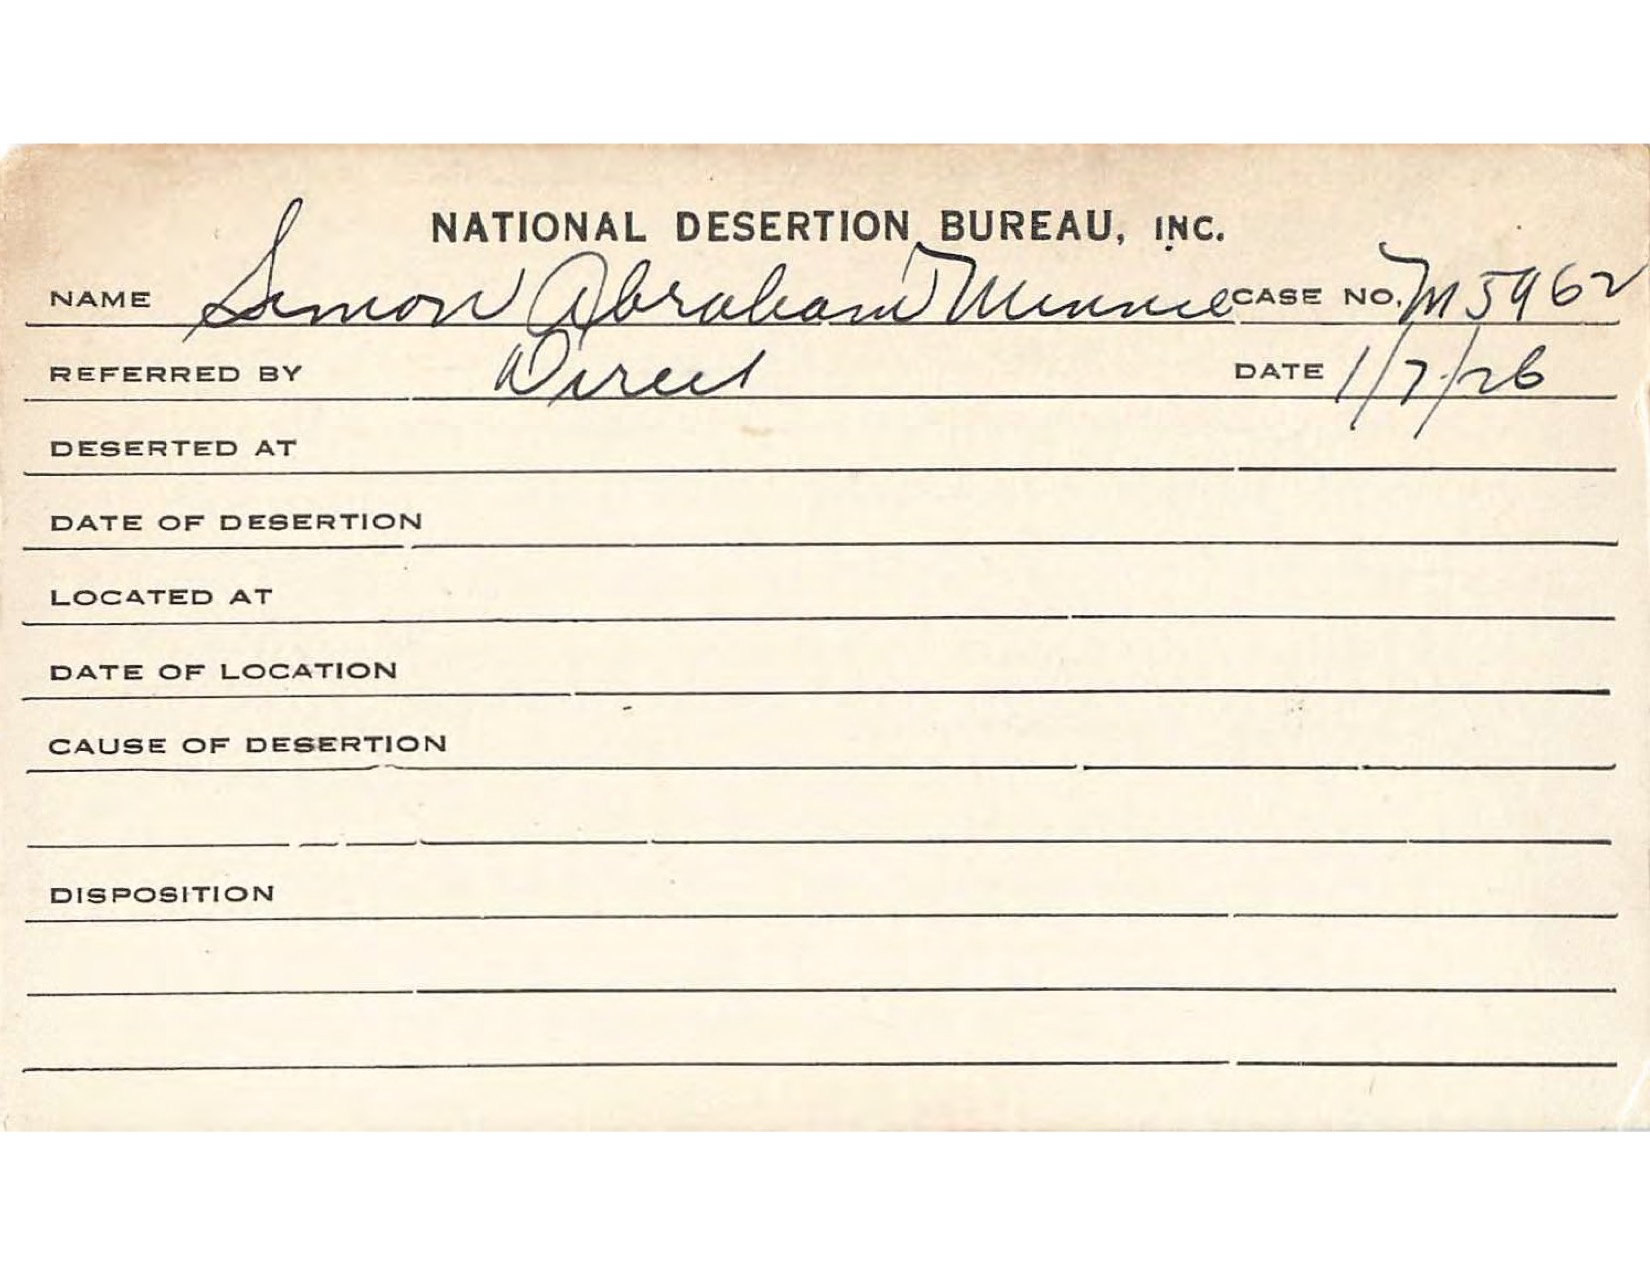 NATIONAL DESERTION BUREAU, INC.
NAME Simon Abraham Minnie CASE NO. M5962
REFERRED BY Direct DATE 1/7/26
DESERTED AT
DATE OF DESERTION
LOCATED AT
DATE OF LOCATION
CAUSE OF DESERTION
DISPOSITION